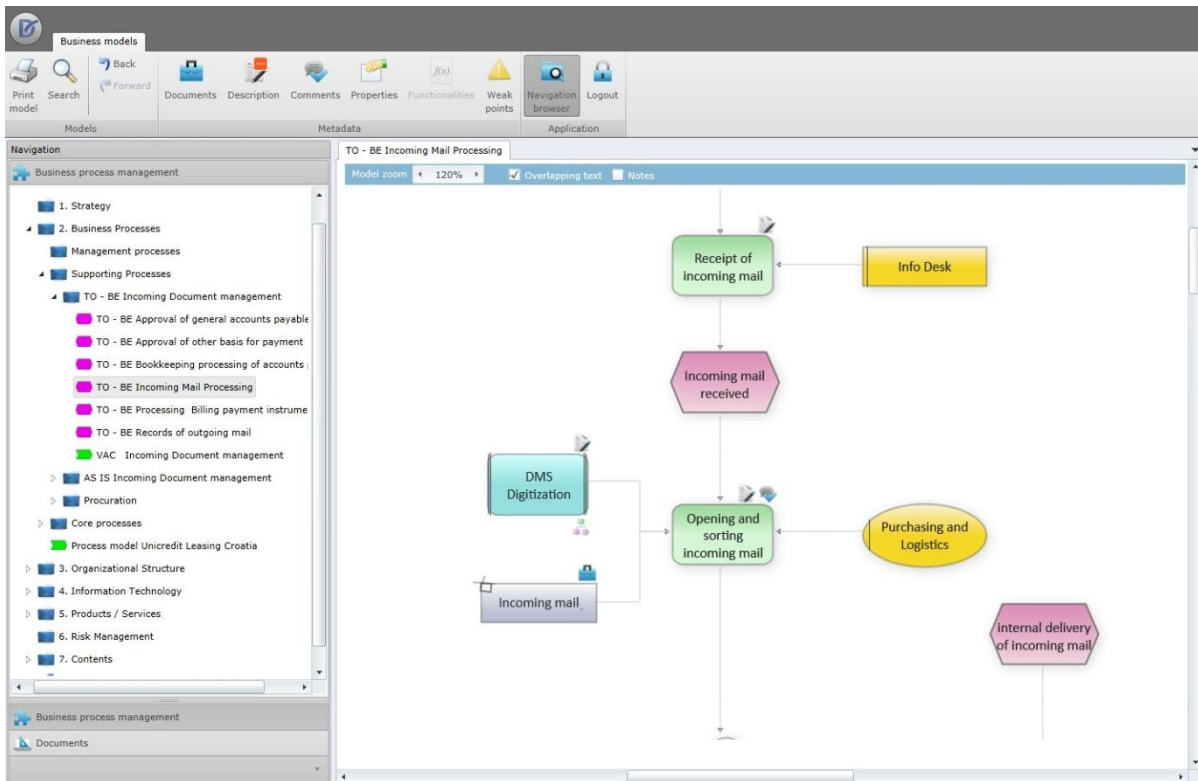 Business models
Print model
Search
Back
Forward
Documents
Description
Comments
Properties
f(x)
Functionalities
Weak points
Navigation browser
Logout
Models
Metadata
Application
Navigation
Business process management
1. Strategy
2. Business Processes
Management processes
Supporting Processes
TO - BE Incoming Document management
TO - BE Approval of general accounts payable
TO - BE Approval of other basis for payment
TO - BE Bookkeeping processing of accounts
TO - BE Incoming Mail Processing
TO - BE Processing Billing payment instrume
TO - BE Records of outgoing mail
VAC Incoming Document management
AS IS Incoming Document management
Procuration
Core processes
Process model Unicredit Leasing Croatia
3. Organizational Structure
4. Information Technology
5. Products / Services
6. Risk Management
7. Contents
Business process management
Documents
TO - BE Incoming Mail Processing
Model zoom 120% Overlapping text Notes
Receipt of
incoming mail
Info Desk
Incoming mail
received
DMS
Digitization
Opening and
sorting
incoming mail
Purchasing and
Logistics
Incoming mail
internal delivery
of incoming mail